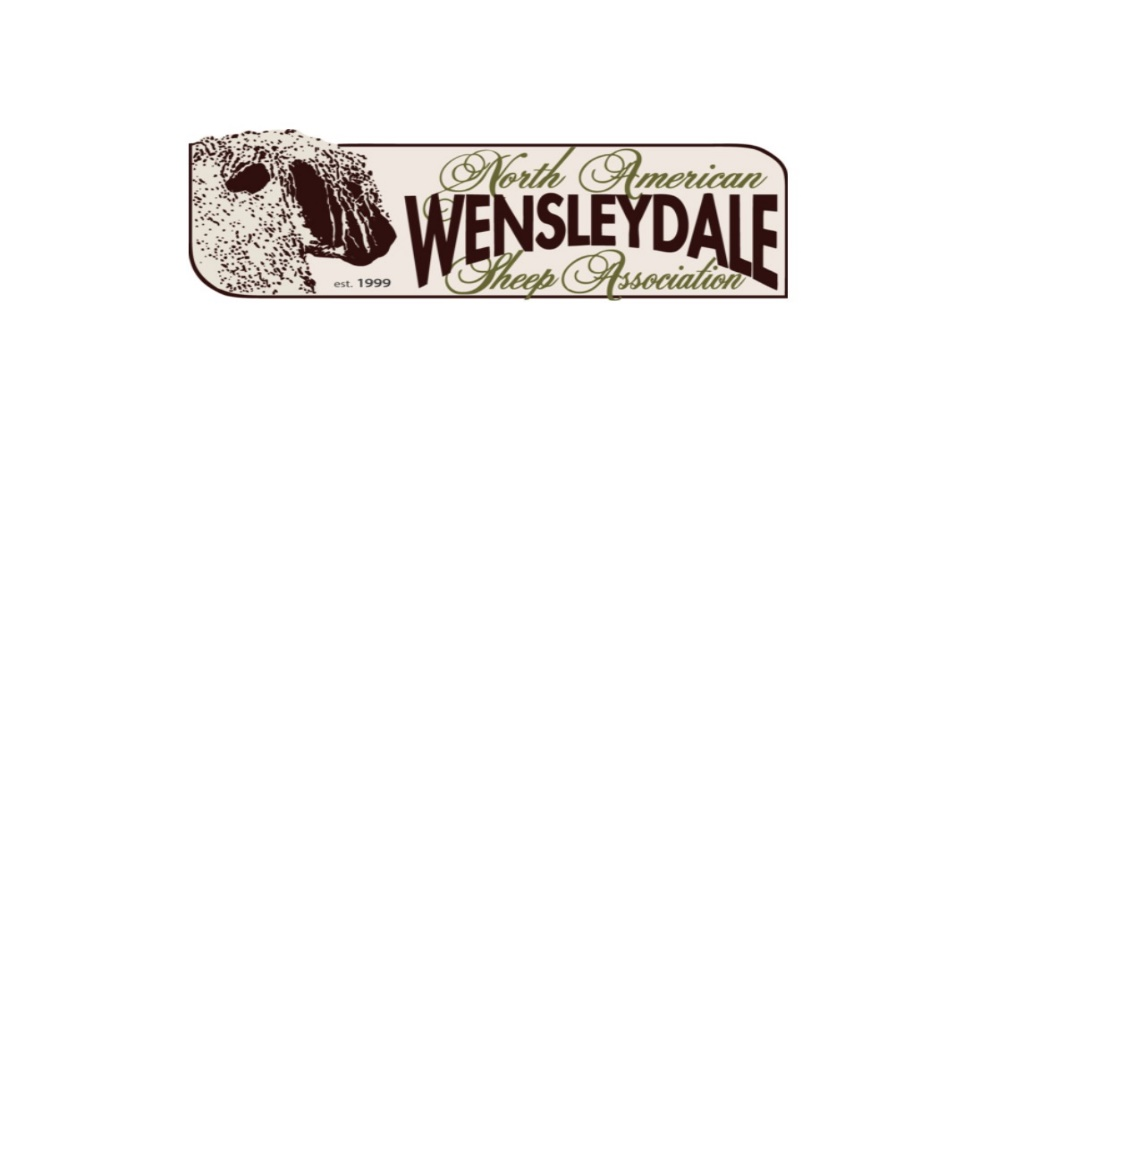 North American
WENSLEYDALE
Sheep Association
est. 1999